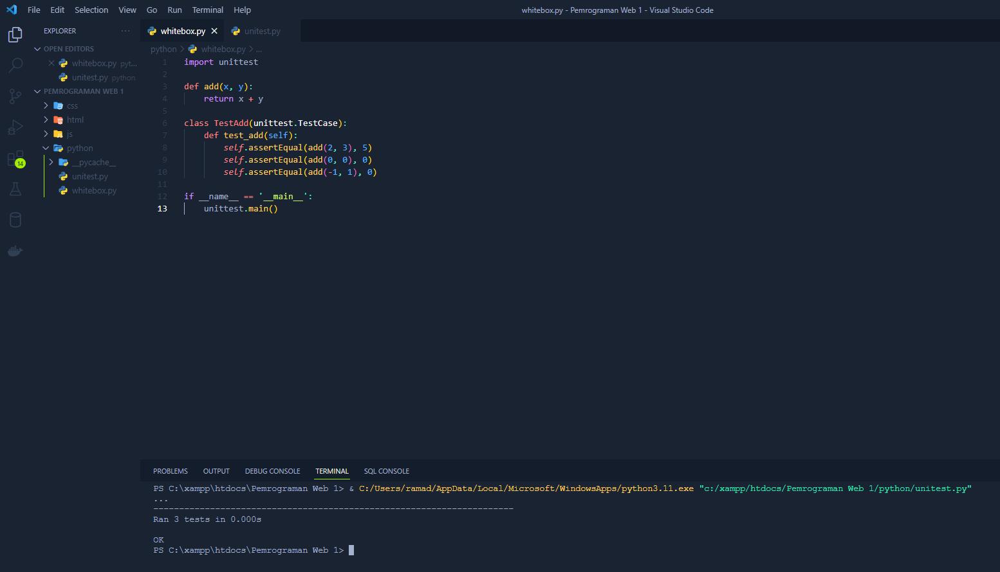 File Edit Selection View Go Run Terminal Help
whitebox.py - Pemrograman Web 1 - Visual Studio Code
EXPLORER ...
OPEN EDITORS
whitebox.py pyt...
unitest.py python
PEMROGRAMAN WEB 1
css
html
js
python
__pycache__
unitest.py
whitebox.py
14
whitebox.py unitest.py
python > whitebox.py > ...
1 import unittest
2
3 def add(x, y):
4     return x + y
5
6 class TestAdd(unittest.TestCase):
7     def test_add(self):
8         self.assertEqual(add(2, 3), 5)
9         self.assertEqual(add(0, 0), 0)
10         self.assertEqual(add(-1, 1), 0)
11
12 if __name__ == '__main__':
13     unittest.main()
PROBLEMS OUTPUT DEBUG CONSOLE TERMINAL SQL CONSOLE
PS C:\xampp\htdocs\Pemrograman Web 1> & C:/Users/ramad/AppData/Local/Microsoft/WindowsApps/python3.11.exe "c:/xampp/htdocs/Pemrograman Web 1/python/unitest.py"
...
----------------------------------------------------------------------
Ran 3 tests in 0.000s
OK
PS C:\xampp\htdocs\Pemrograman Web 1>